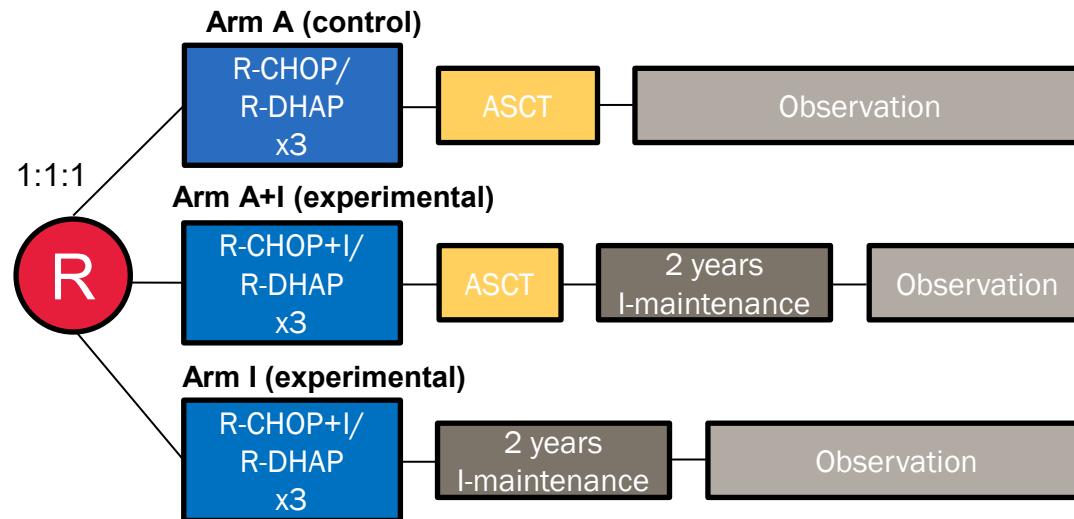 Arm A (control)
R-CHOP/
R-DHAP
x3
ASCT
Observation
1:1:1
R
Arm A+I (experimental)
R-CHOP+I/
R-DHAP
x3
ASCT
2 years
I-maintenance
Observation
Arm I (experimental)
R-CHOP+I/
R-DHAP
x3
2 years
I-maintenance
Observation